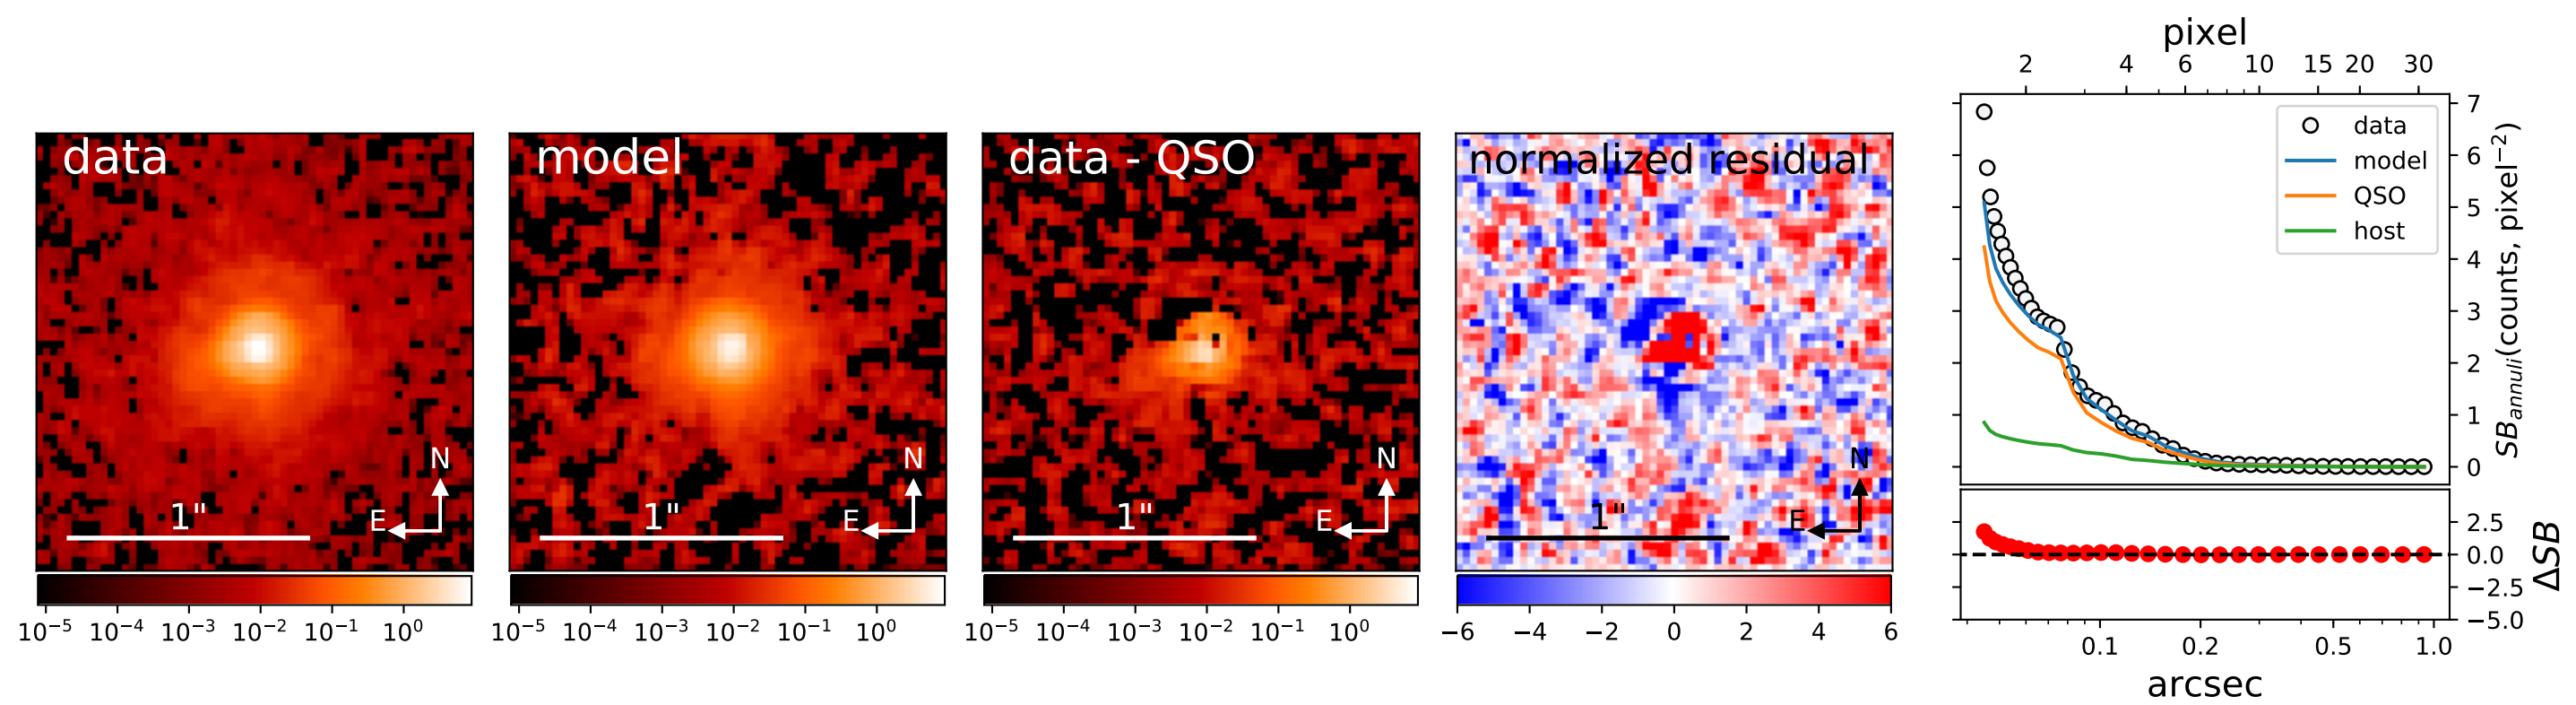 data
1"
N
E
10⁻⁵ 10⁻⁴ 10⁻³ 10⁻² 10⁻¹ 10⁰
model
1"
N
E
10⁻⁵ 10⁻⁴ 10⁻³ 10⁻² 10⁻¹ 10⁰
data - QSO
1"
N
E
10⁻⁵ 10⁻⁴ 10⁻³ 10⁻² 10⁻¹ 10⁰
normalized residual
1"
N
E
−6 −4 −2 0 2 4 6
pixel
2 4 6 10 15 20 30
data
model
QSO
host
7
6
5
4
3
2
1
0
SB_annuli(counts, pixel⁻²)
2.5
0.0
−2.5
−5.0
ΔSB
0.1 0.2 0.5 1.0
arcsec